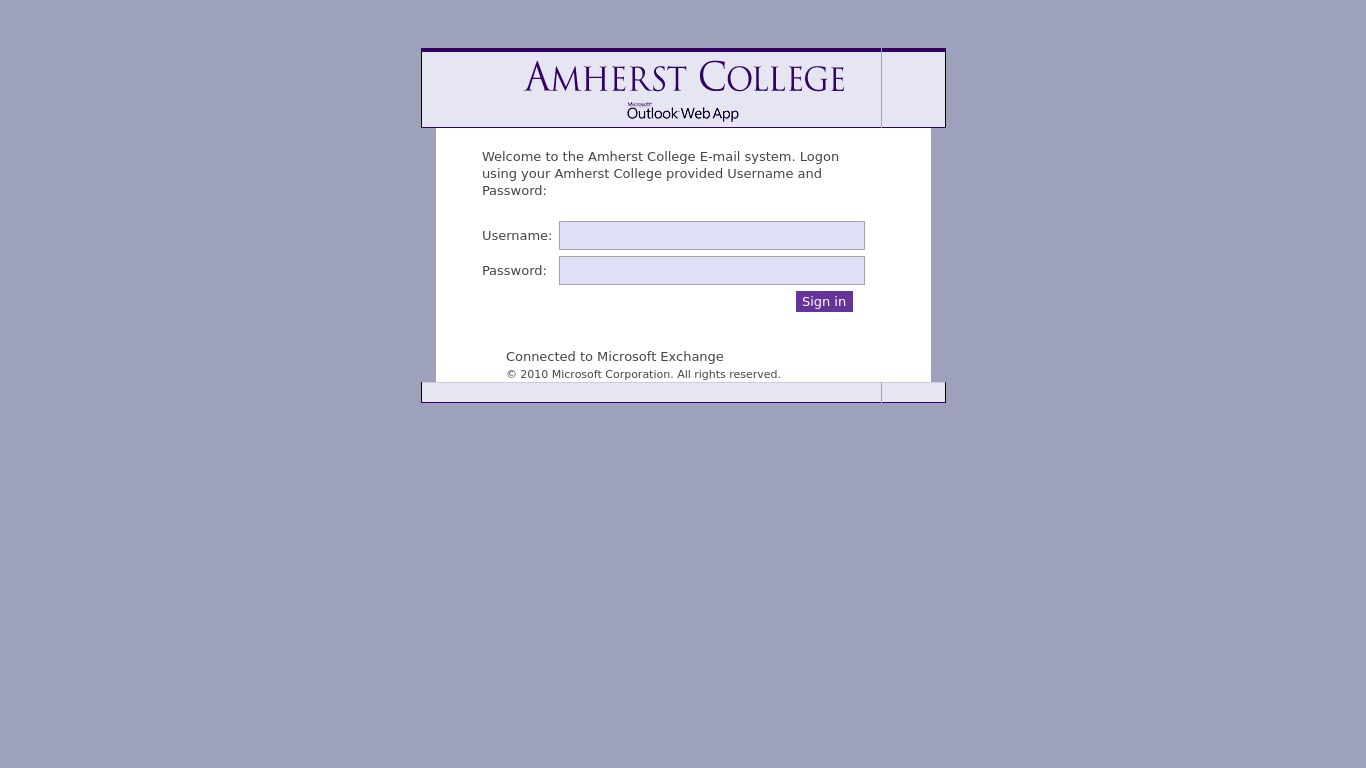 AMHERST COLLEGE
Microsoft
Outlook Web App
Welcome to the Amherst College E-mail system. Logon
using your Amherst College provided Username and
Password:
Username:
Password:
Sign in
Connected to Microsoft Exchange
© 2010 Microsoft Corporation. All rights reserved.